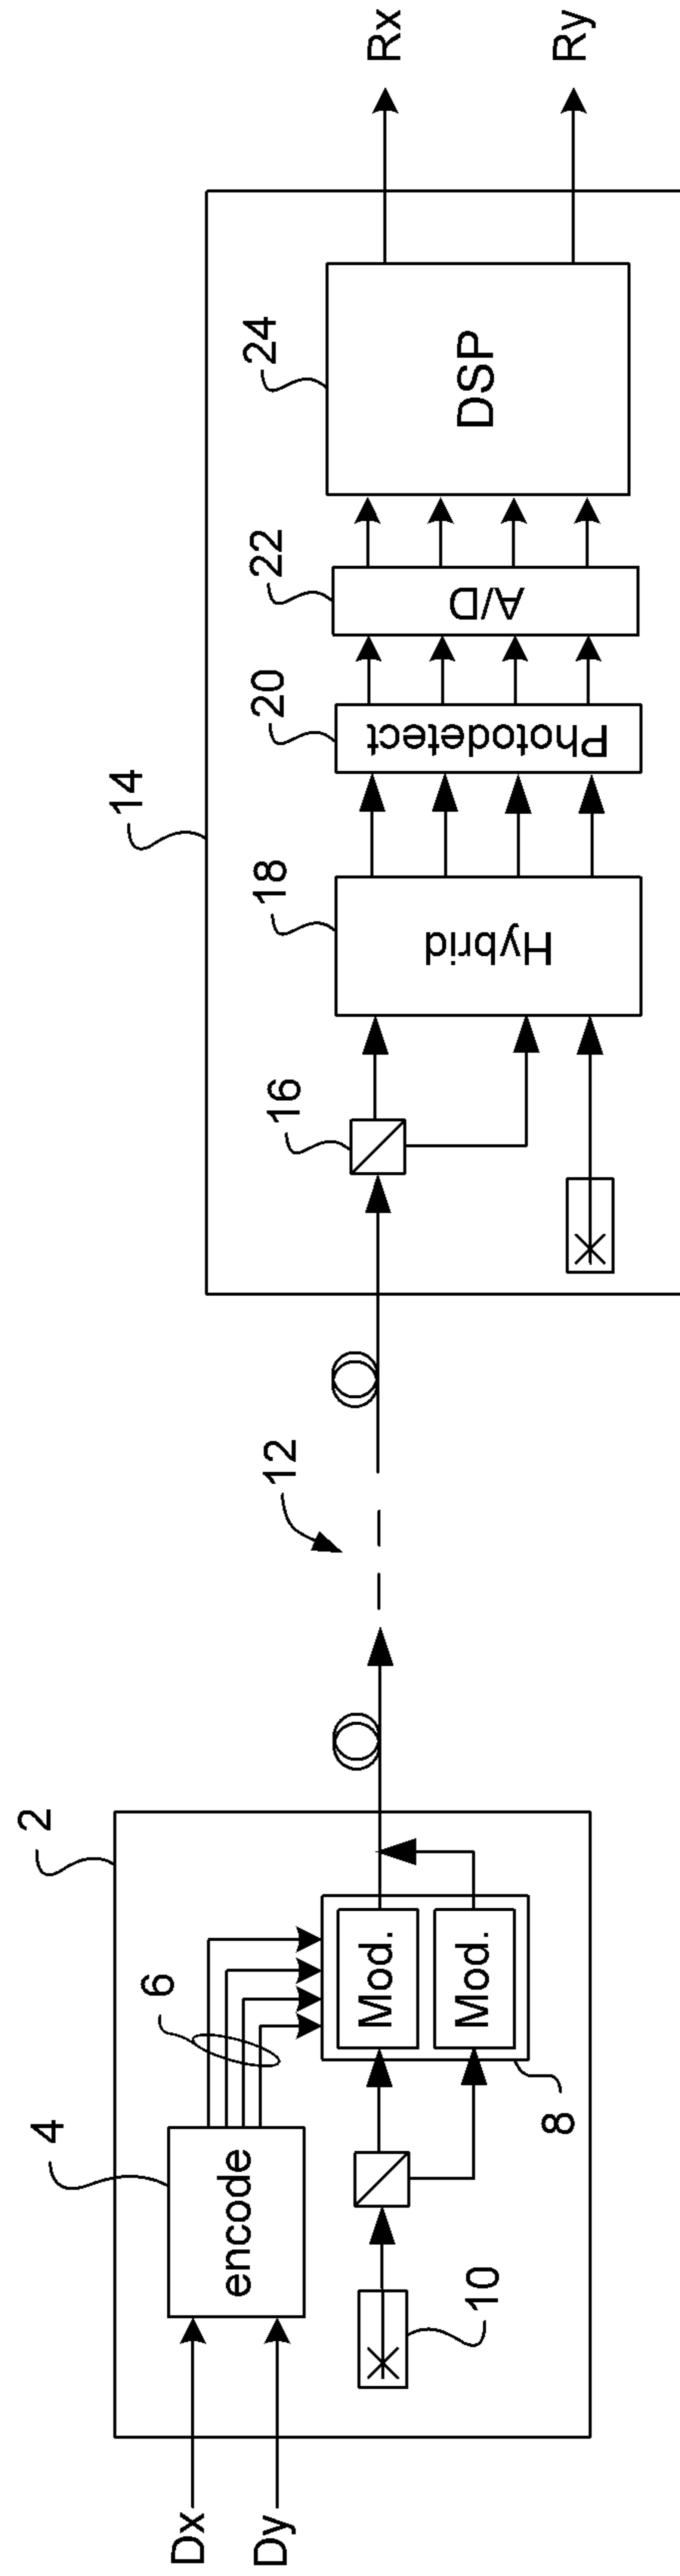 Dx
Dy
2
4
encode
6
Mod.
Mod.
8
10
12
14
16
Hybrid
18
Photodetect
20
A/D
22
DSP
24
Rx
Ry